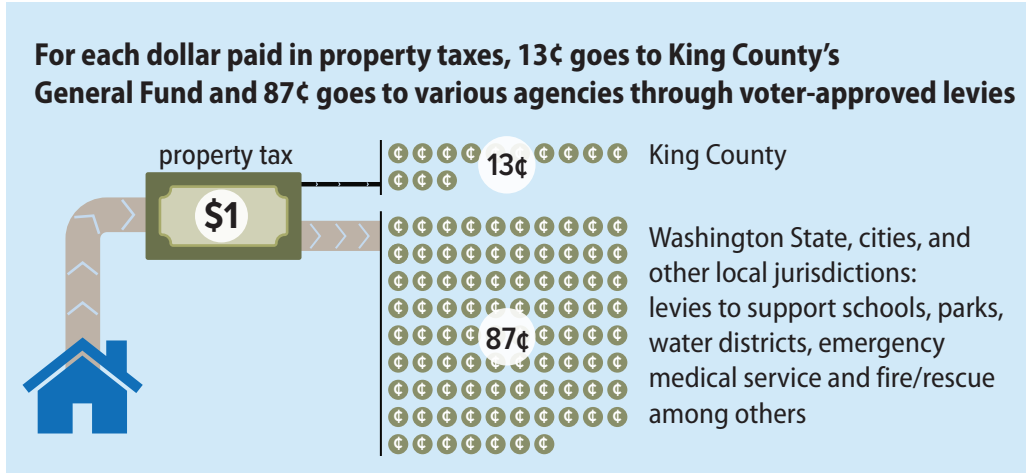 For each dollar paid in property taxes, 13¢ goes to King County's
General Fund and 87¢ goes to various agencies through voter-approved levies
property tax
$1
¢ ¢ ¢ ¢ ¢ ¢ ¢ ¢ ¢ ¢
¢ ¢ ¢
13¢
King County
¢ ¢ ¢ ¢ ¢ ¢ ¢ ¢ ¢ ¢
¢ ¢ ¢ ¢ ¢ ¢ ¢ ¢ ¢ ¢
¢ ¢ ¢ ¢ ¢ ¢ ¢ ¢ ¢ ¢
¢ ¢ ¢ ¢ ¢ ¢ ¢ ¢ ¢ ¢
¢ ¢ ¢ ¢ ¢ ¢ ¢ ¢ ¢ ¢
¢ ¢ ¢ ¢ ¢ ¢ ¢ ¢ ¢ ¢
¢ ¢ ¢ ¢ ¢ ¢ ¢ ¢ ¢ ¢
¢ ¢ ¢ ¢ ¢ ¢ ¢ ¢ ¢ ¢
¢ ¢ ¢ ¢ ¢ ¢ ¢
87¢
Washington State, cities, and
other local jurisdictions:
levies to support schools, parks,
water districts, emergency
medical service and fire/rescue
among others